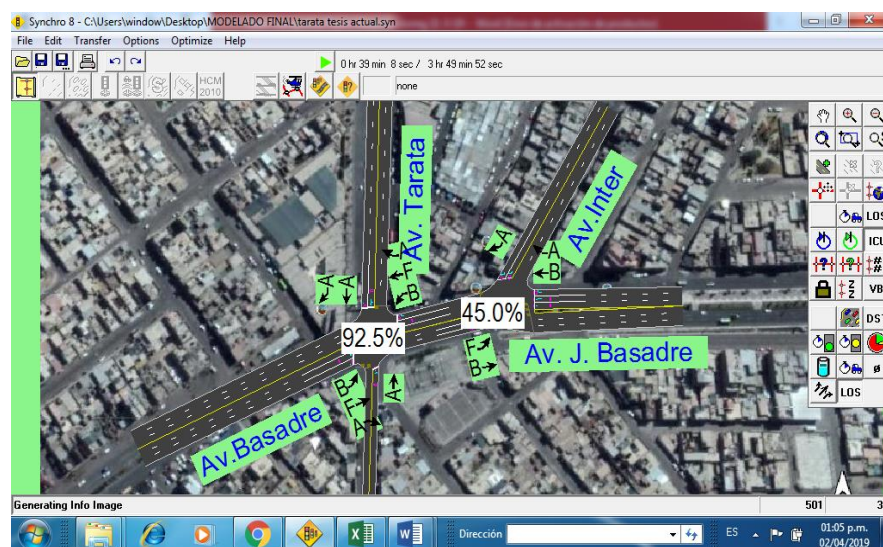 Synchro 8 - C:\Users\window\Desktop\MODELADO FINAL\tarata tesis actual.syn
File Edit Transfer Options Optimize Help
0 hr 39 min 8 sec / 3 hr 49 min 52 sec
HCM
2010
none
Av. Tarata
Av.Inter
A
A
B
A
A
F
B
LOS
ICU
VB
DS
LOS
92.5%
45.0%
F
B
Av. J. Basadre
B
F
A
A
Av.Basadre
Generating Info Image
501
3
Dirección
ES
01:05 p.m.
02/04/2019